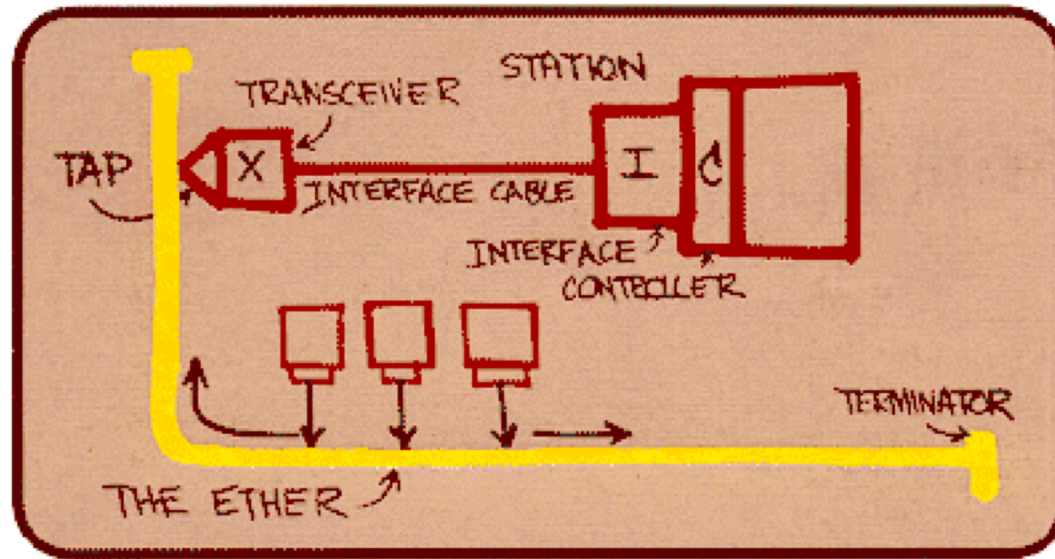 STATION
TRANSCEIVER
TAP
X
I
C
INTERFACE CABLE
INTERFACE
CONTROLLER
TERMINATOR
THE ETHER